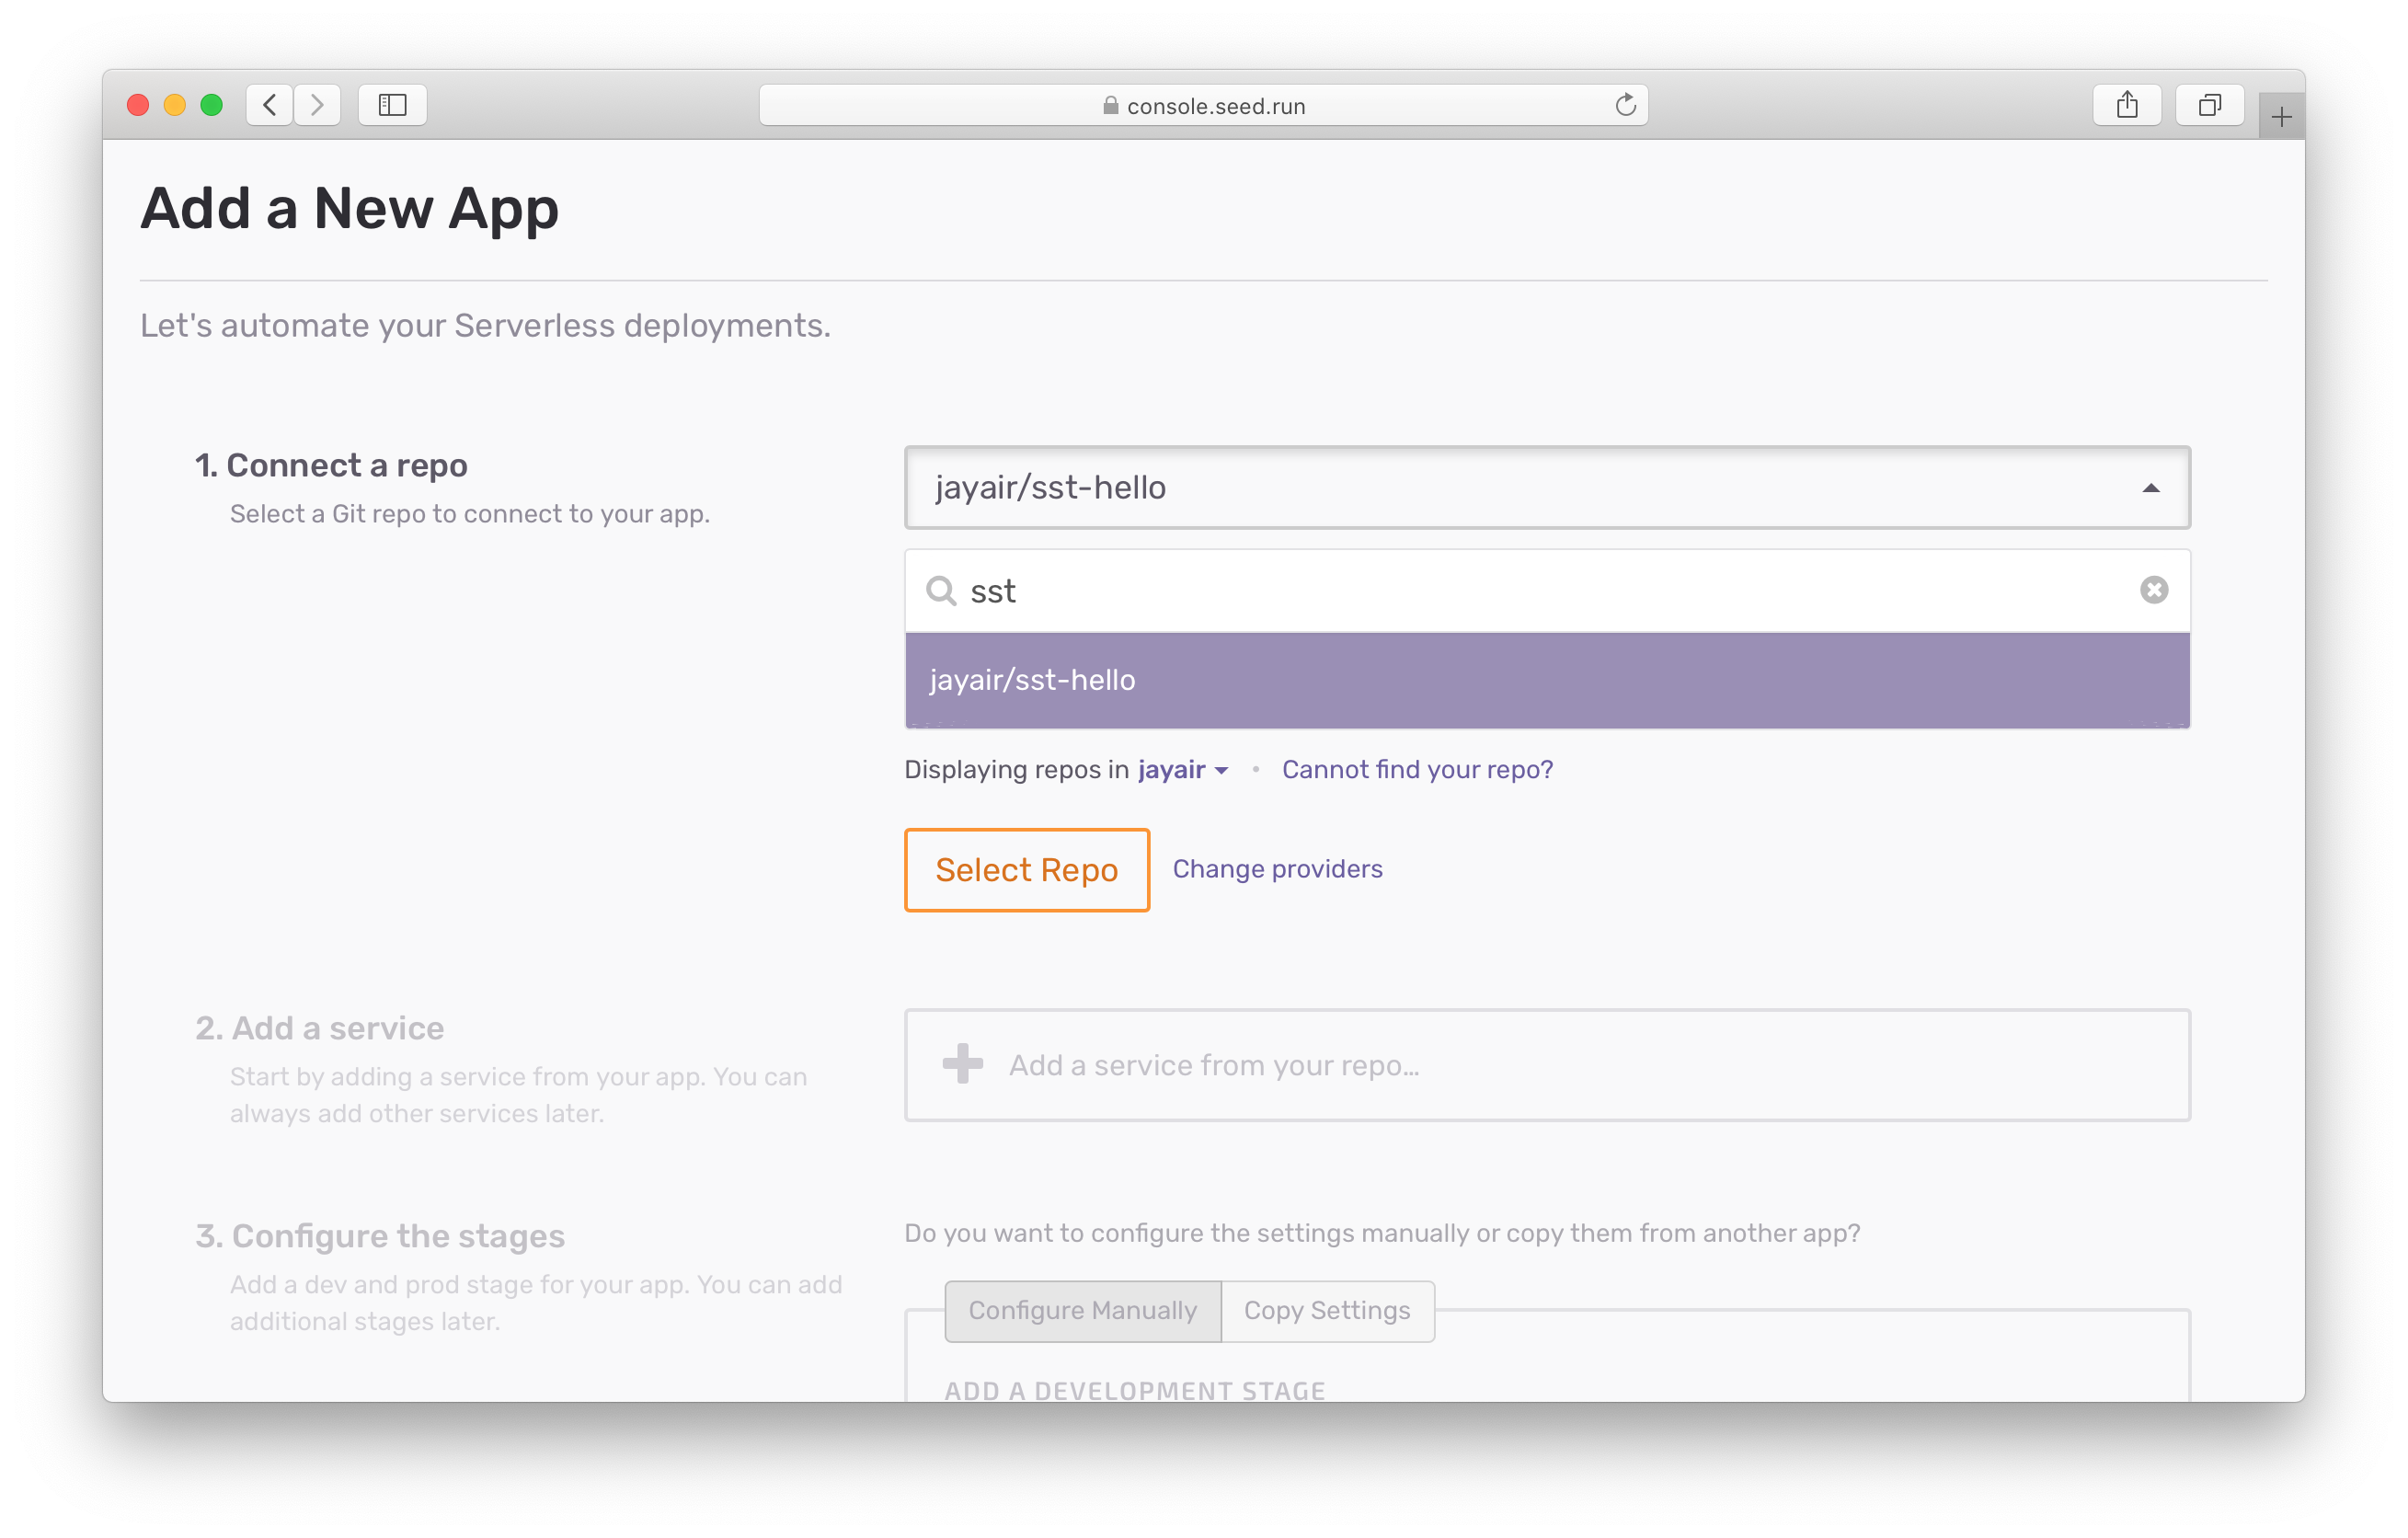 console.seed.run
Add a New App
Let's automate your Serverless deployments.
1. Connect a repo
Select a Git repo to connect to your app.
jayair/sst-hello
sst
jayair/sst-hello
Displaying repos in jayair • Cannot find your repo?
Select Repo
Change providers
2. Add a service
Start by adding a service from your app. You can
always add other services later.
Add a service from your repo...
3. Configure the stages
Add a dev and prod stage for your app. You can add
additional stages later.
Do you want to configure the settings manually or copy them from another app?
Configure Manually
Copy Settings
ADD A DEVELOPMENT STAGE